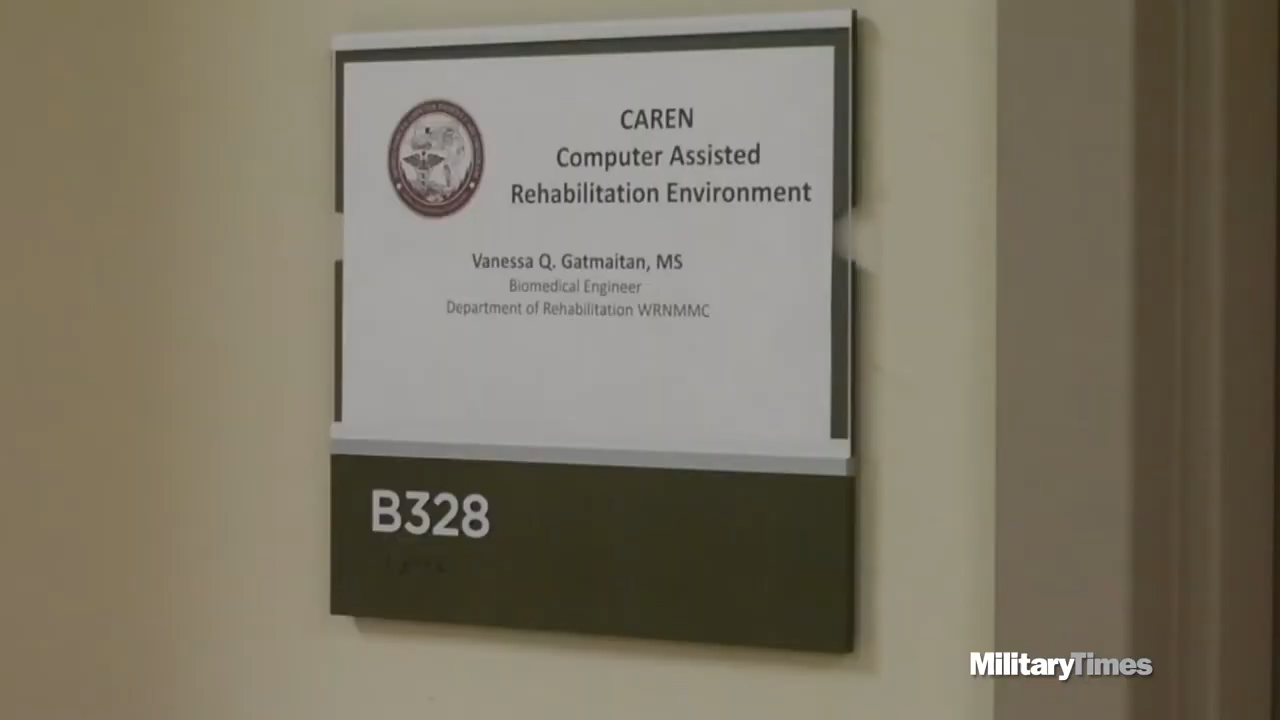 CAREN
Computer Assisted
Rehabilitation Environment
Vanessa Q. Gatmaitan, MS
Biomedical Engineer
Department of Rehabilitation WRNMMC
B328
MilitaryTimes